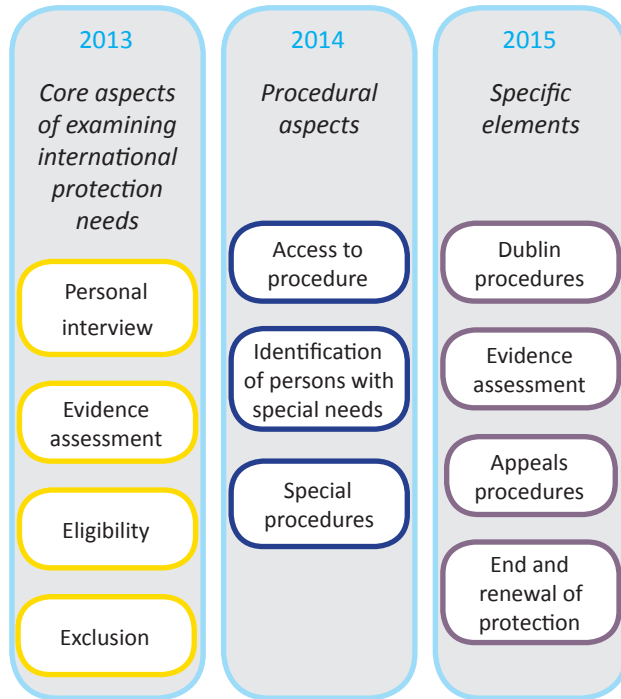 2013
Core aspects
of examining
international
protection
needs
Personal
interview
Evidence
assessment
Eligibility
Exclusion
2014
Procedural
aspects
Access to
procedure
Identification
of persons with
special needs
Special
procedures
2015
Specific
elements
Dublin
procedures
Evidence
assessment
Appeals
procedures
End and
renewal of
protection